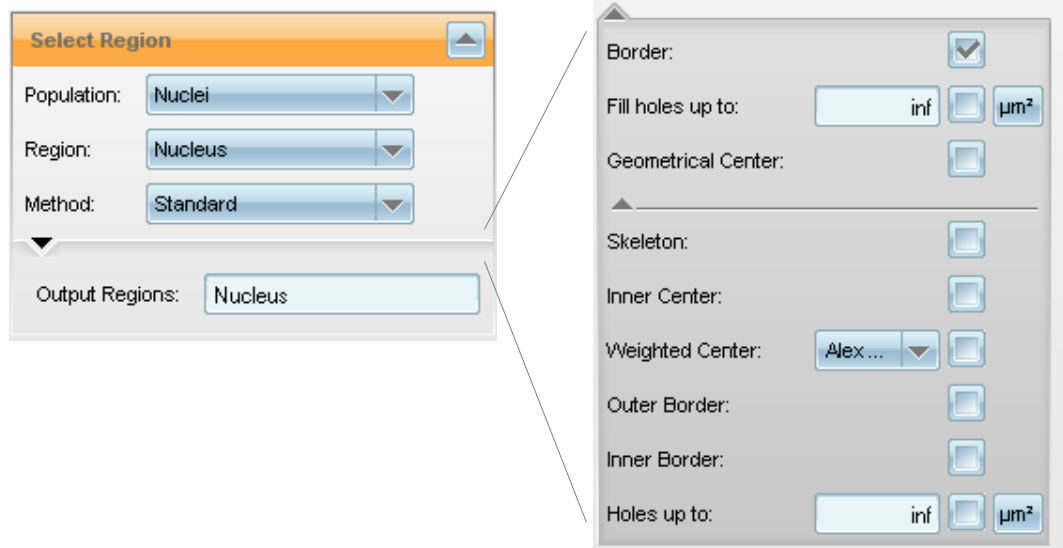 Select Region
Population: Nuclei
Region: Nucleus
Method: Standard
Output Regions: Nucleus
Border:
Fill holes up to: inf µm²
Geometrical Center:
Skeleton:
Inner Center:
Weighted Center: Alex ...
Outer Border:
Inner Border:
Holes up to: inf µm²